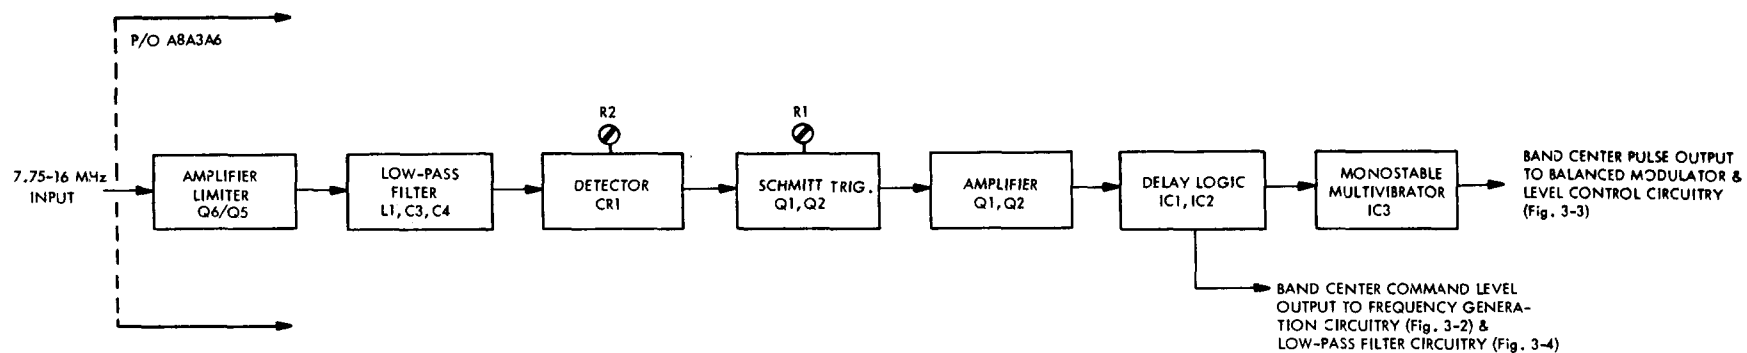 P/O A8A3A6
R2
R1
7.75-16 MHz
INPUT
AMPLIFIER
LIMITER
Q6/Q5
LOW-PASS
FILTER
L1, C3, C4
DETECTOR
CR1
SCHMITT TRIG.
Q1, Q2
AMPLIFIER
Q1, Q2
DELAY LOGIC
IC1, IC2
MONOSTABLE
MULTIVIBRATOR
IC3
BAND CENTER PULSE OUTPUT
TO BALANCED MODULATOR &
LEVEL CONTROL CIRCUITRY
(Fig. 3-3)
BAND CENTER COMMAND LEVEL
OUTPUT TO FREQUENCY GENERA-
TION CIRCUITRY (Fig. 3-2) &
LOW-PASS FILTER CIRCUITRY (Fig. 3-4)